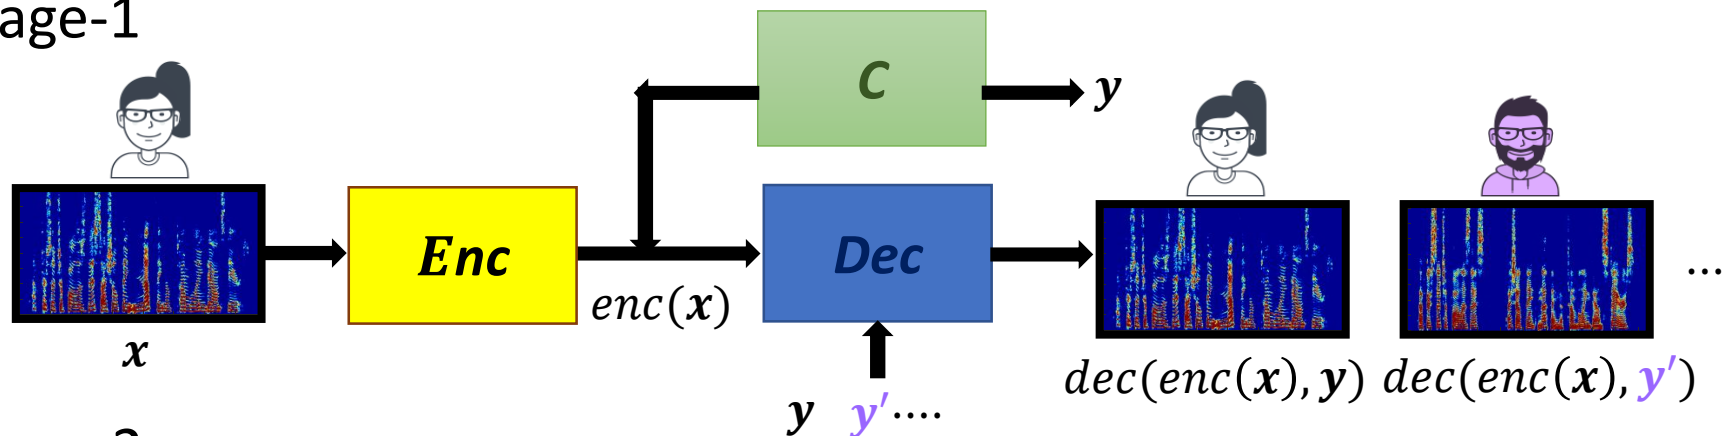 age-1
C
y
Enc
Dec
enc(x)
...
x
dec(enc(x), y) dec(enc(x), y')
y y'....